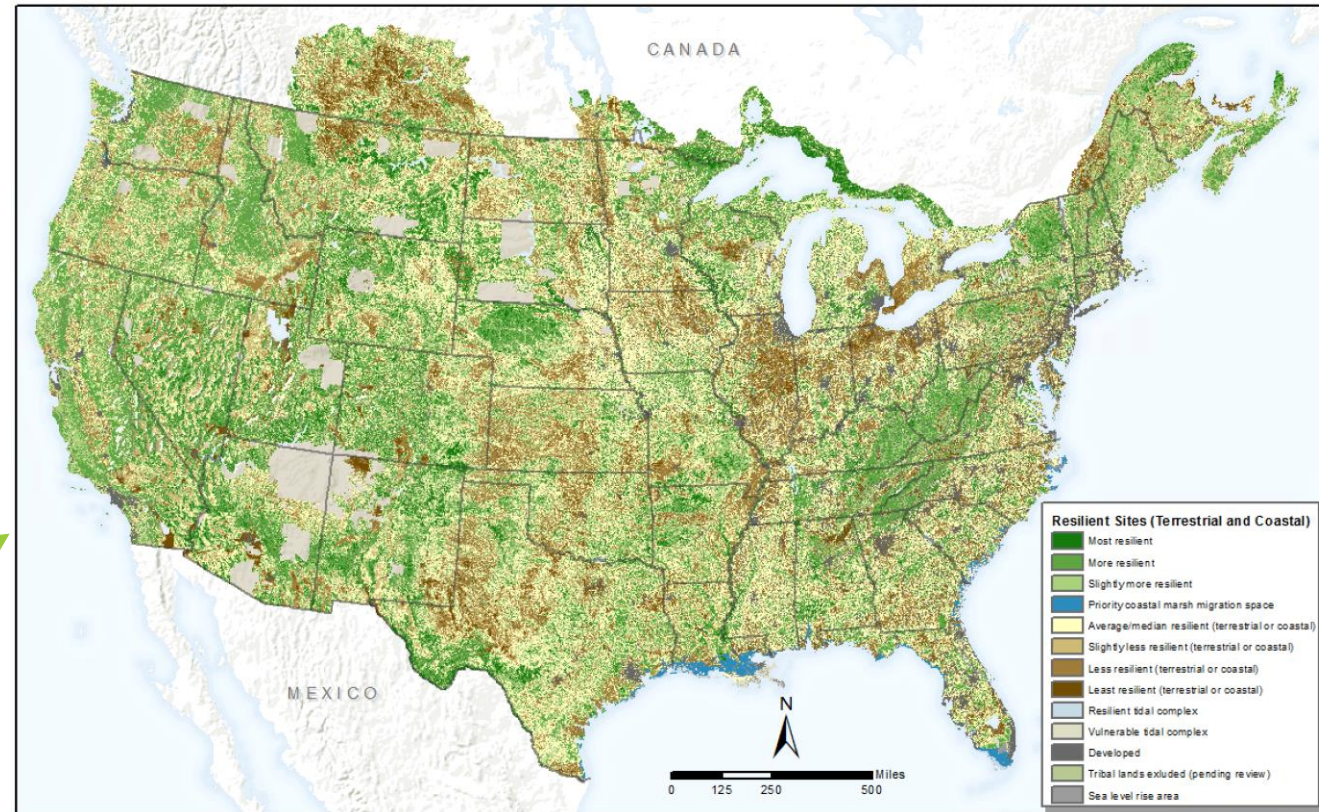 CANADA
MEXICO
N
Miles
0 125 250 500
Resilient Sites (Terrestrial and Coastal)
Most resilient
More resilient
Slightly more resilient
Priority coastal marsh migration space
Average/median resilient (terrestrial or coastal)
Slightly less resilient (terrestrial or coastal)
Less resilient (terrestrial or coastal)
Least resilient (terrestrial or coastal)
Resilient tidal complex
Vulnerable tidal complex
Developed
Tribal lands exluded (pending review)
Sea level rise area